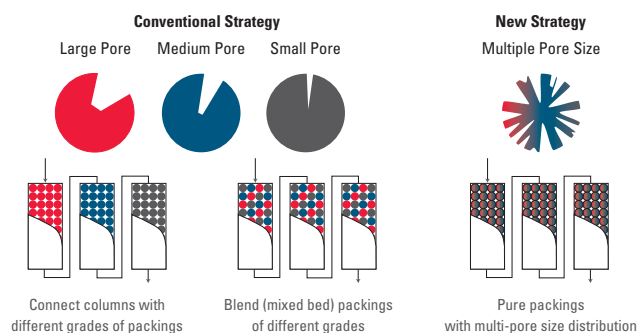 Conventional Strategy
New Strategy
Large Pore
Medium Pore
Small Pore
Multiple Pore Size
Connect columns with
different grades of packings
Blend (mixed bed) packings
of different grades
Pure packings
with multi-pore size distribution